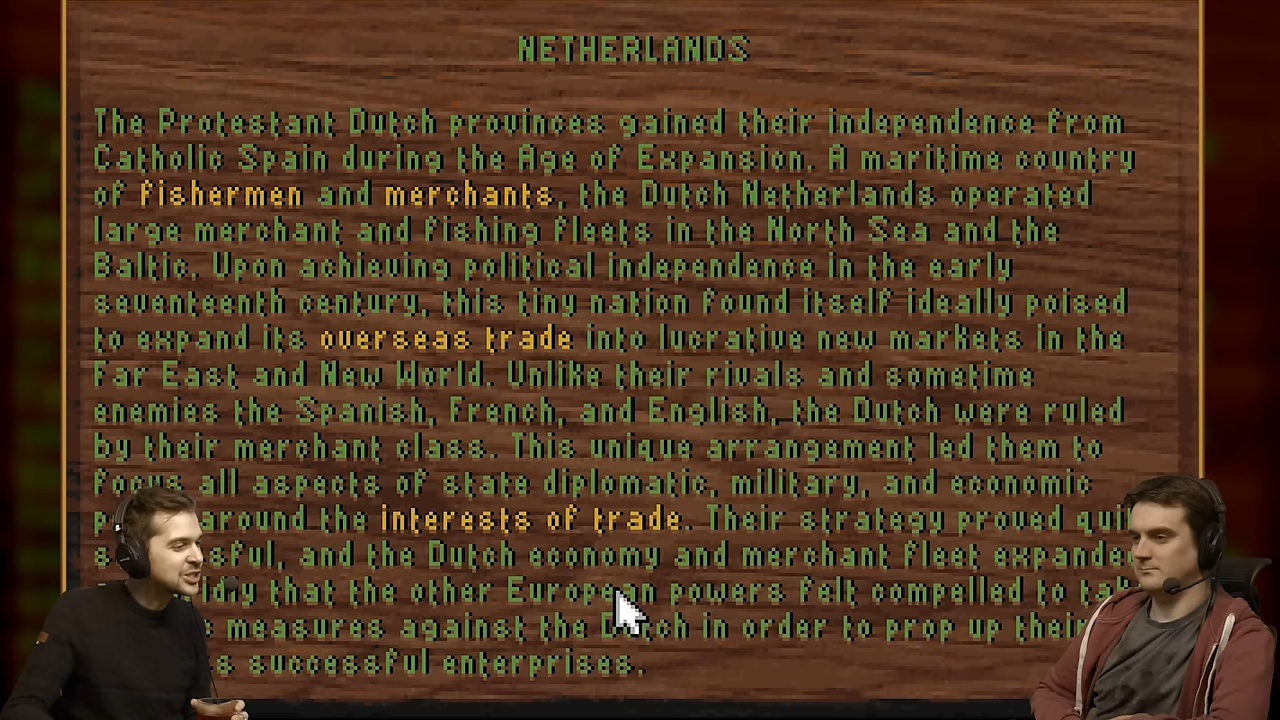 NETHERLANDS
The Protestant Dutch provinces gained their independence from
Catholic Spain during the Age of Expansion. A maritime country
of fishermen and merchants, the Dutch Netherlands operated
large merchant and fishing fleets in the North Sea and the
Baltic. Upon achieving political independence in the early
seventeenth century, this tiny nation found itself ideally poised
to expand its overseas trade into lucrative new markets in the
Far East and New World. Unlike their rivals and sometime
enemies the Spanish, French, and English, the Dutch were ruled
by their merchant class. This unique arrangement led them to
focus all aspects of state diplomatic, military, and economic
around the interests of trade. Their strategy proved
and the Dutch economy and merchant fleet
that the other European powers felt compelled to
measures against the Dutch in order to prop up their
successful enterprises.